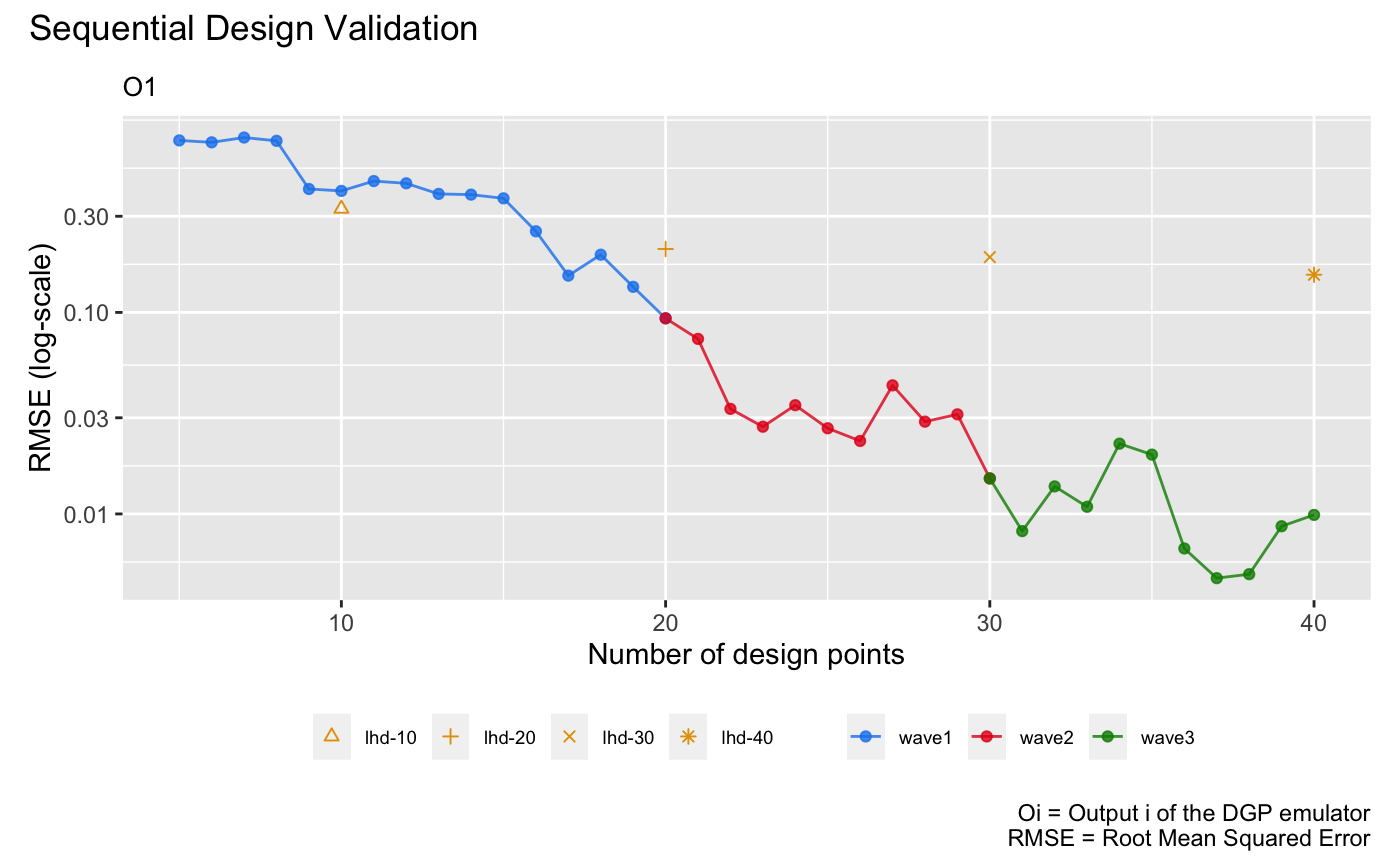 Sequential Design Validation
O1
RMSE (log-scale)
0.30
0.10
0.03
0.01
10 20 30 40
Number of design points
lhd-10 lhd-20 lhd-30 lhd-40 wave1 wave2 wave3
Oi = Output i of the DGP emulator
RMSE = Root Mean Squared Error